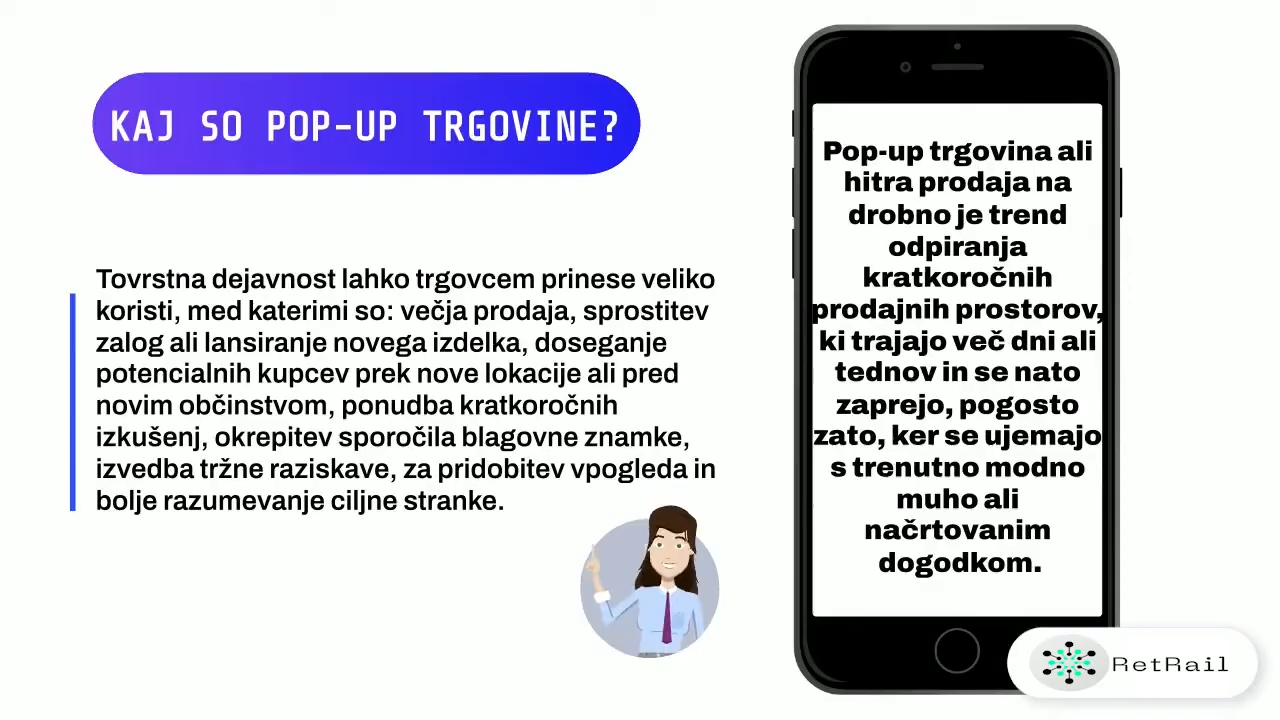 KAJ SO POP-UP TRGOVINE?
Tovrstna dejavnost lahko trgovcem prinese veliko
koristi, med katerimi so: večja prodaja, sprostitev
zalog ali lansiranje novega izdelka, doseganje
potencialnih kupcev prek nove lokacije ali pred
novim občinstvom, ponudba kratkoročnih
izkušenj, okrepitev sporočila blagovne znamke,
izvedba tržne raziskave, za pridobitev vpogleda in
bolje razumevanje ciljne stranke.
Pop-up trgovina ali
hitra prodaja na
drobno je trend
odpiranja
kratkoročnih
prodajnih prostorov,
ki trajajo več dni ali
tednov in se nato
zaprejo, pogosto
zato, ker se ujemajo
s trenutno modno
muho ali
načrtovanim
dogodkom.
RetRail